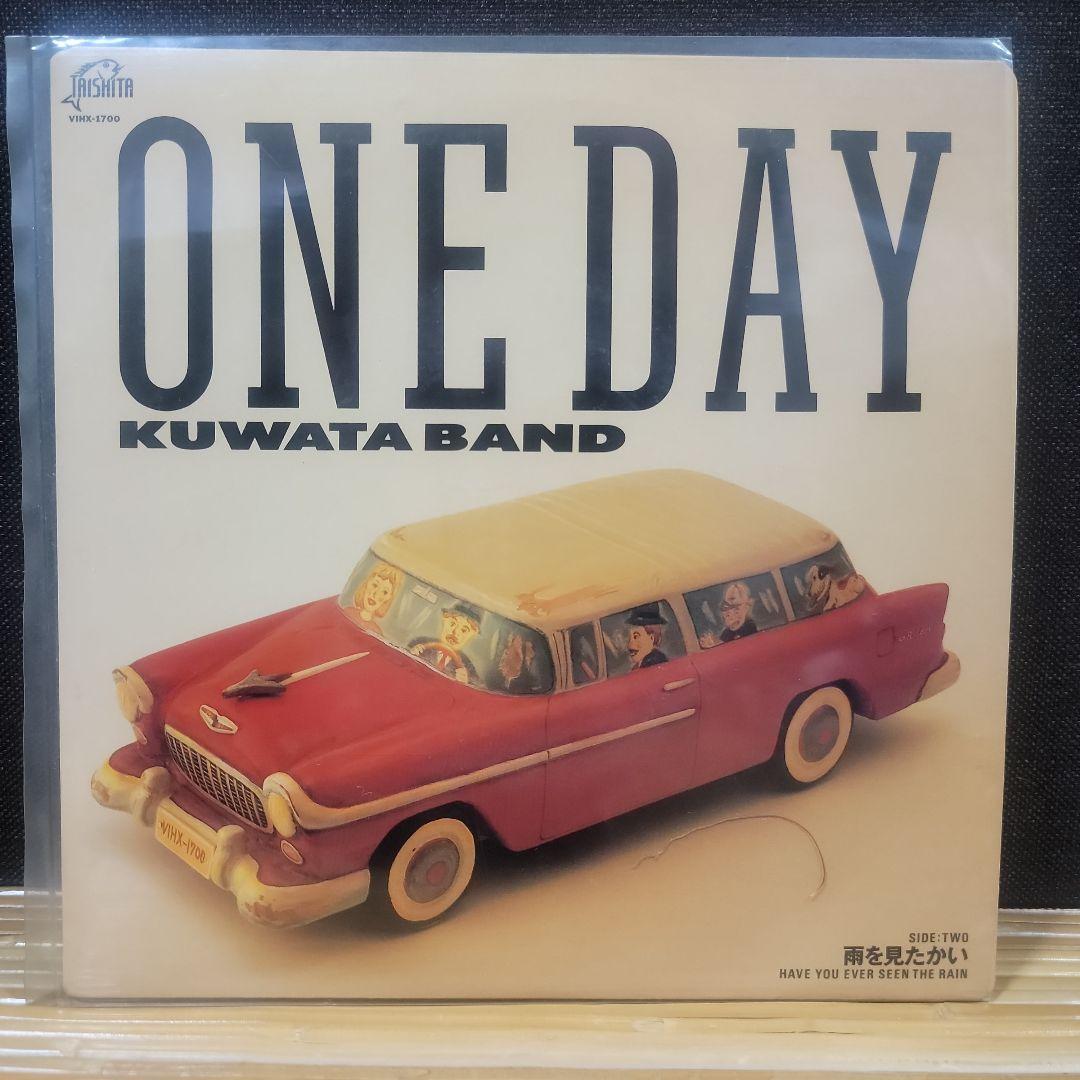 TAISHITA
VIHX-1700
ONE DAY
KUWATA BAND
VIHX-1700
SIDE:TWO
雨を見たかい
HAVE YOU EVER SEEN THE RAIN